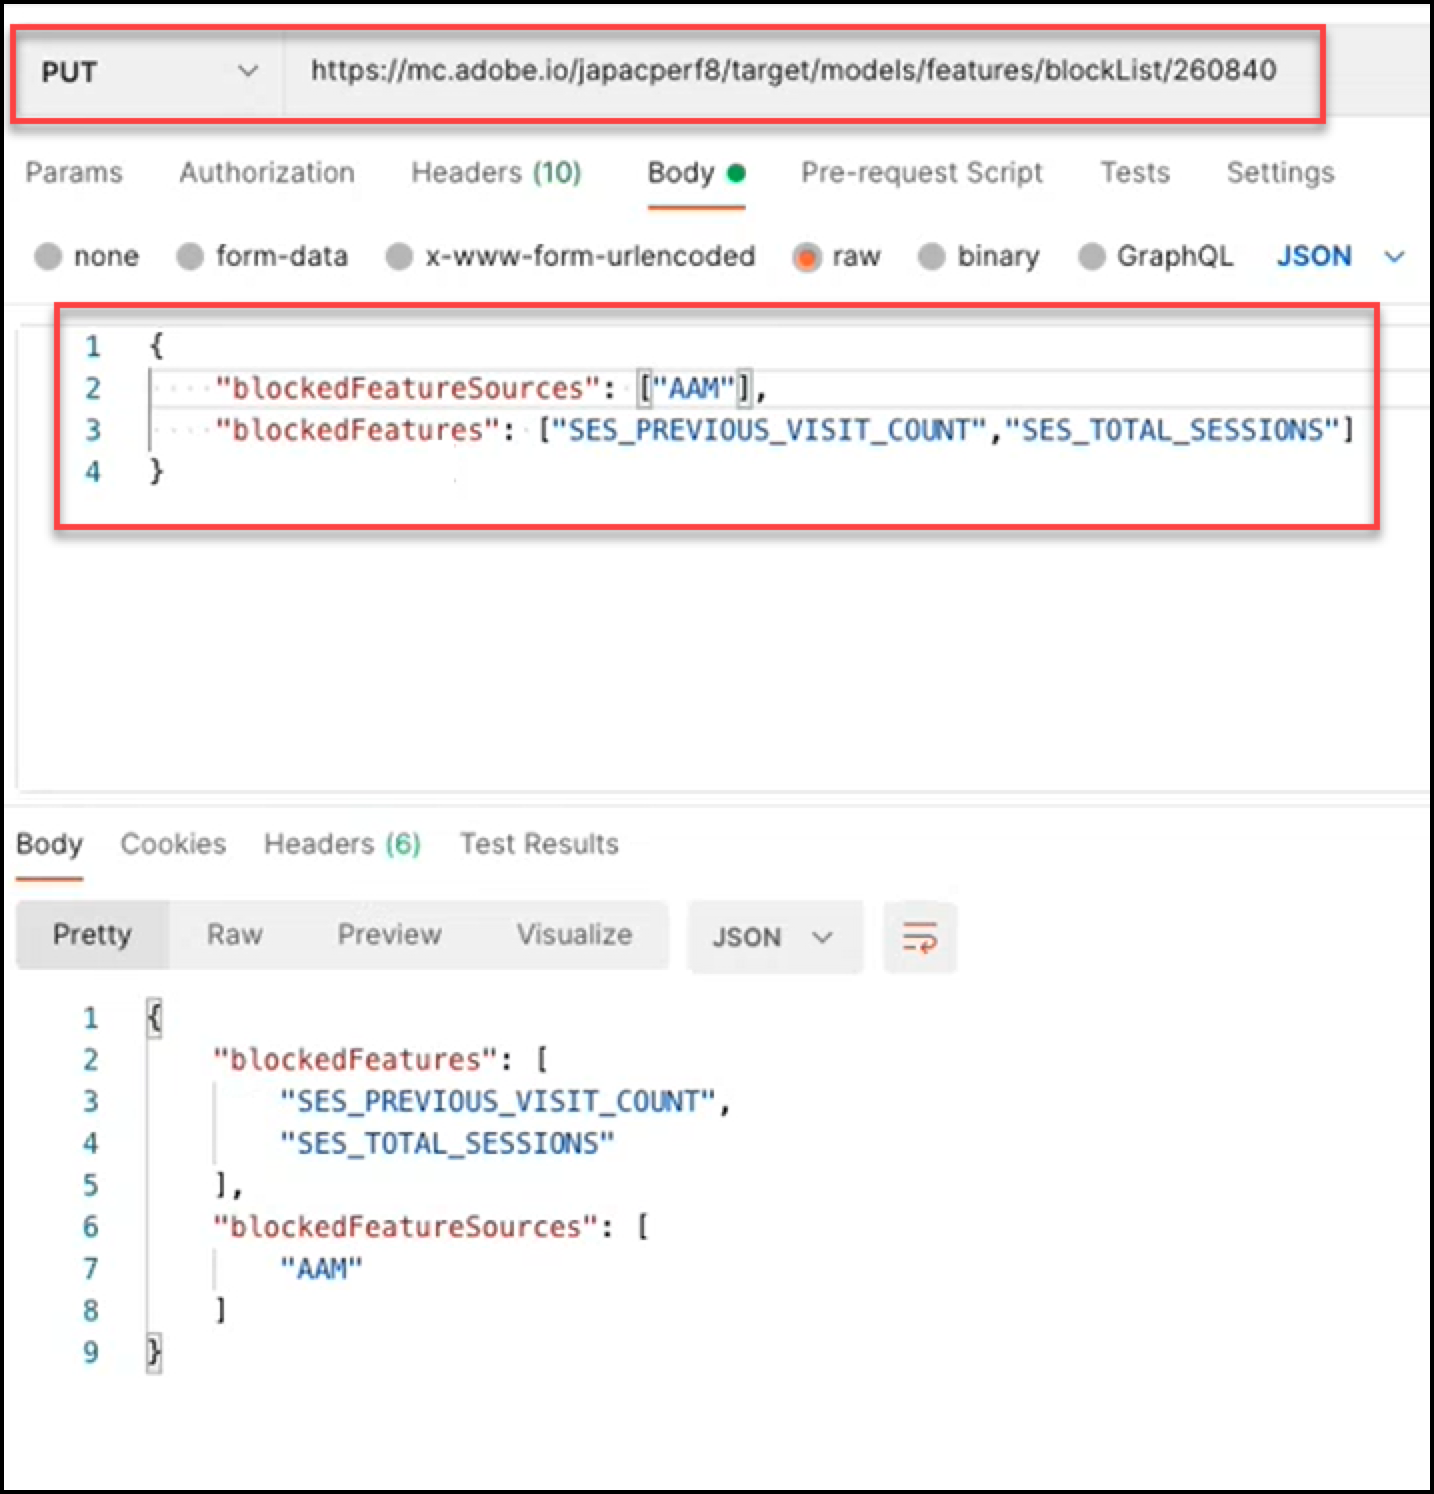 PUT https://mc.adobe.io/japacperf8/target/models/features/blockList/260840
Params Authorization Headers (10) Body Pre-request Script Tests Settings
none form-data x-www-form-urlencoded raw binary GraphQL JSON
1 {
2 "blockedFeatureSources": ["AAM"],
3 "blockedFeatures": ["SES_PREVIOUS_VISIT_COUNT","SES_TOTAL_SESSIONS"]
4 }
Body Cookies Headers (6) Test Results
Pretty Raw Preview Visualize JSON
1 {
2 "blockedFeatures": [
3 "SES_PREVIOUS_VISIT_COUNT",
4 "SES_TOTAL_SESSIONS"
5 ],
6 "blockedFeatureSources": [
7 "AAM"
8 ]
9 }